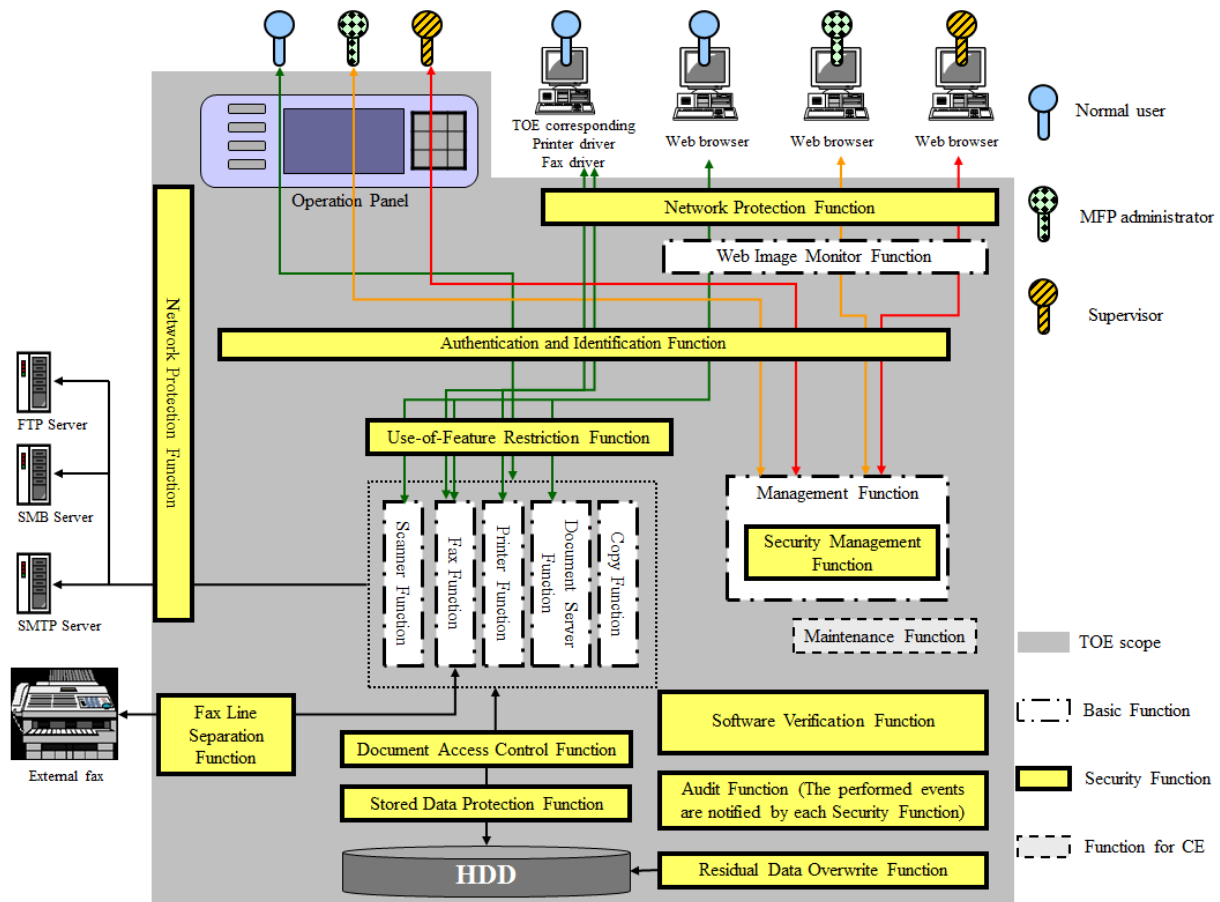 TOE corresponding
Printer driver
Fax driver
Web browser
Web browser
Web browser
Normal user
MFP administrator
Supervisor
Operation Panel
Network Protection Function
Web Image Monitor Function
Network Protection Function
Authentication and Identification Function
FTP Server
SMB Server
SMTP Server
Use-of-Feature Restriction Function
Scanner Function
Fax Function
Printer Function
Document Server
Function
Copy Function
Management Function
Security Management
Function
Maintenance Function
TOE scope
Basic Function
Security Function
Function for CE
External fax
Fax Line
Separation
Function
Document Access Control Function
Stored Data Protection Function
HDD
Software Verification Function
Audit Function (The performed events
are notified by each Security Function)
Residual Data Overwrite Function